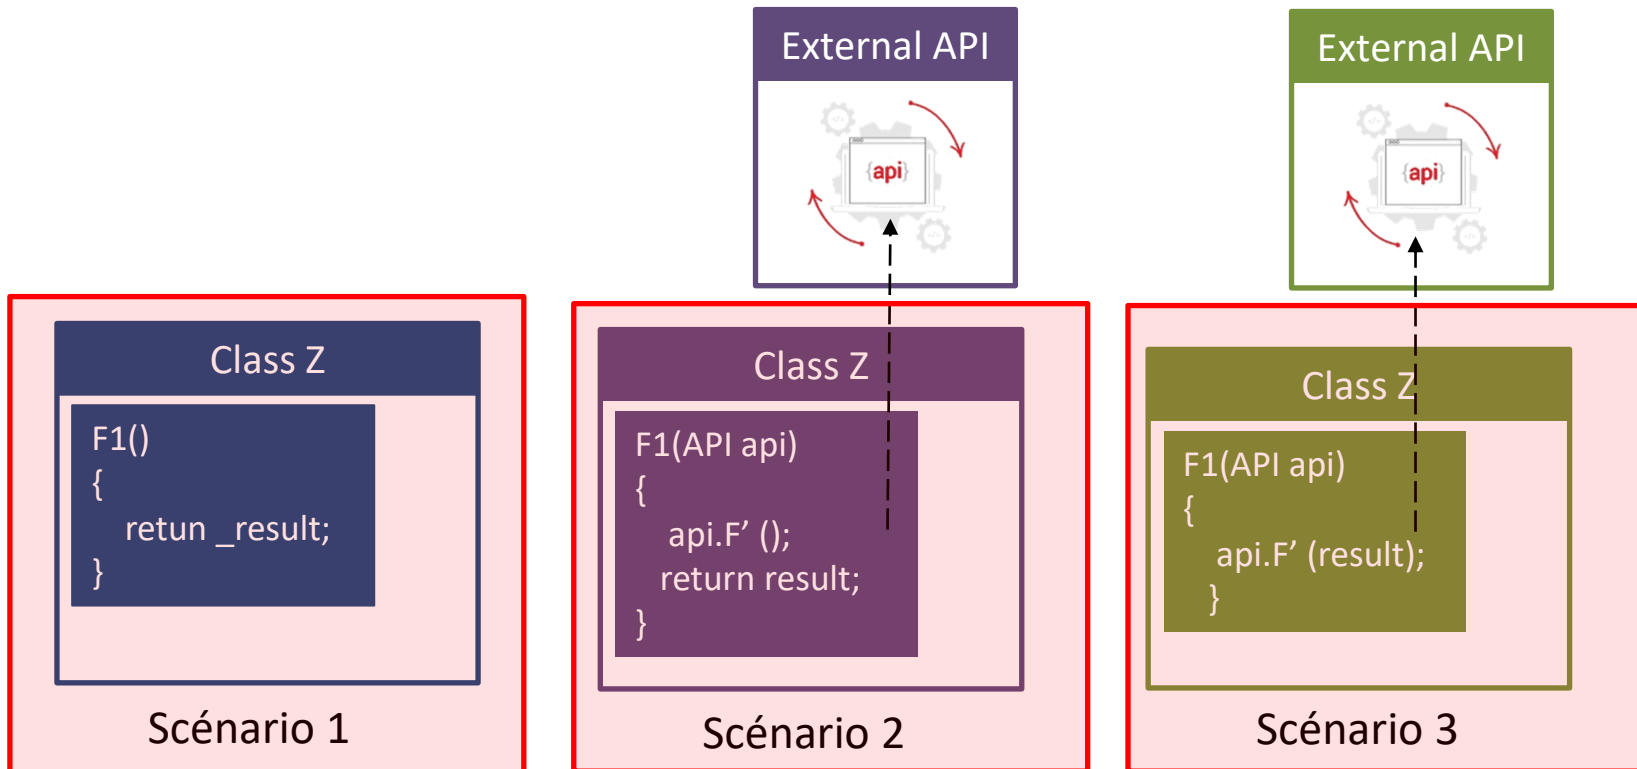 External API
{api}
External API
{api}
Class Z
F1()
{
retun _result;
}
Scénario 1
Class Z
F1(API api)
{
api.F’ ();
return result;
}
Scénario 2
Class Z
F1(API api)
{
api.F’ (result);
}
Scénario 3